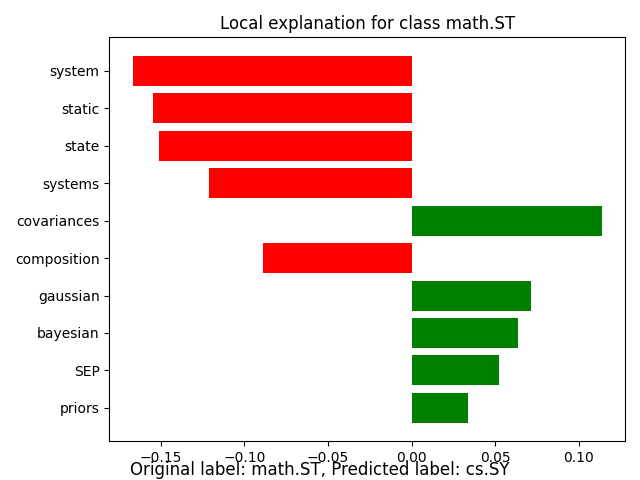 Local explanation for class math.ST
system
static
state
systems
covariances
composition
gaussian
bayesian
SEP
priors
−0.15 −0.10 −0.05 0.00 0.05 0.10
Original label: math.ST, Predicted label: cs.SY